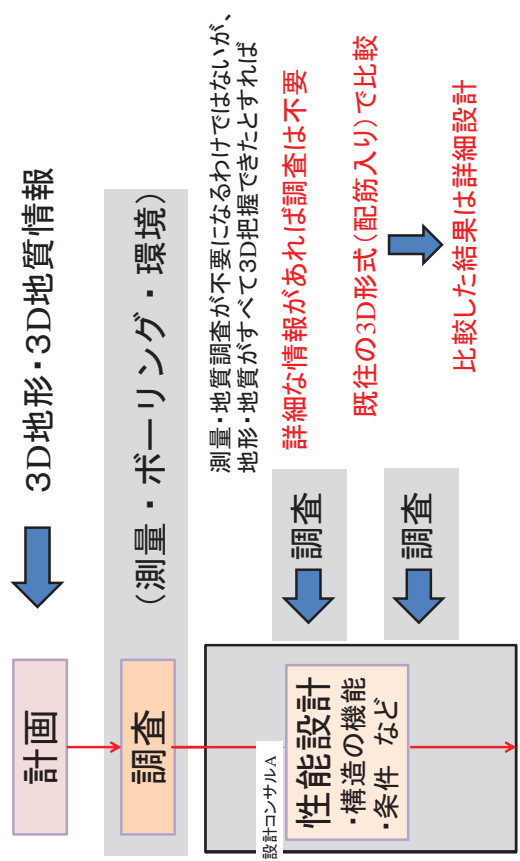 計画
3D地形・3D地質情報
調査
(測量・ボーリング・環境)
測量・地質調査が不要になるわけではないが、
地形・地質がすべて3D把握できたとすれば
設計コンサルA
性能設計
・構造の機能
・条件 など
調査
詳細な情報があれば調査は不要
調査
既往の3D形式(配筋入り)で比較
比較した結果は詳細設計